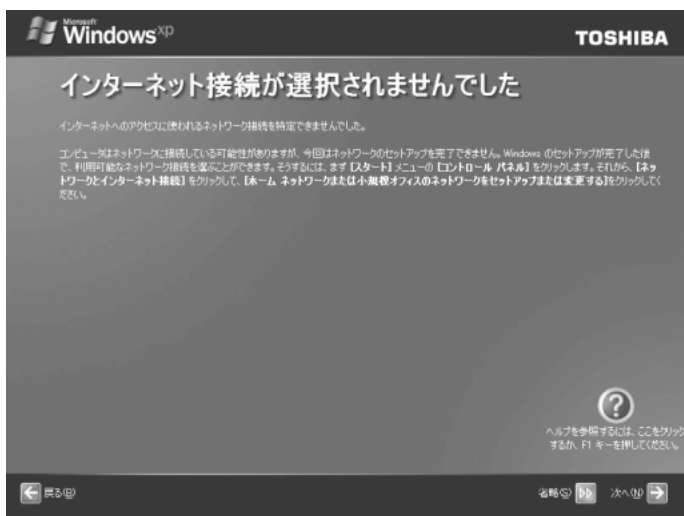 Microsoft
Windows xp
TOSHIBA
インターネット接続が選択されませんでした
インターネットへのアクセスに使われるネットワーク接続を特定できませんでした。
コンピュータはネットワークに接続している可能性がありますが、今回はネットワークのセットアップを完了できません。Windows のセットアップが完了した後
で、利用可能なネットワーク接続を選ぶことができます。そうするには、まず [スタート] メニューの [コントロール パネル] をクリックします。それから、[ネッ
トワークとインターネット接続] をクリックして、[ホーム ネットワークまたは小規模オフィスのネットワークをセットアップまたは変更する]をクリックしてく
ださい。
ヘルプを参照するには、ここをクリック
するか、F1 キーを押してください。
戻る(B)
省略(S)
次へ(N)